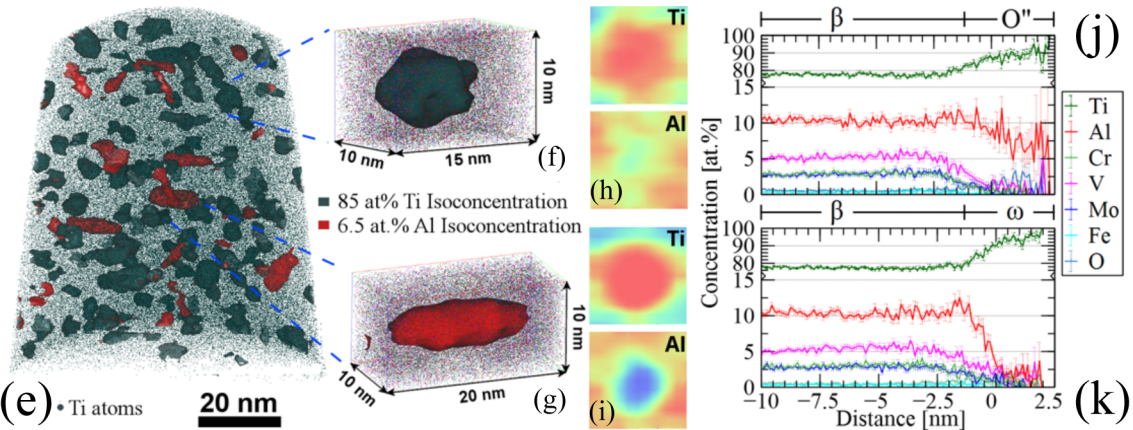 (e)
Ti atoms
20 nm
10 nm
10 nm
15 nm
(f)
85 at% Ti Isoconcentration
6.5 at.% Al Isoconcentration
10 nm
10 nm
20 nm
(g)
Ti
Al
(h)
Ti
Al
(i)
β
O"
(j)
100
90
80
15
10
5
0
β
ω
100
90
80
10
5
0
Concentration [at.%]
−10
−7.5
−5
−2.5
0
2.5
Distance [nm]
(k)
Ti
Al
Cr
V
Mo
Fe
O